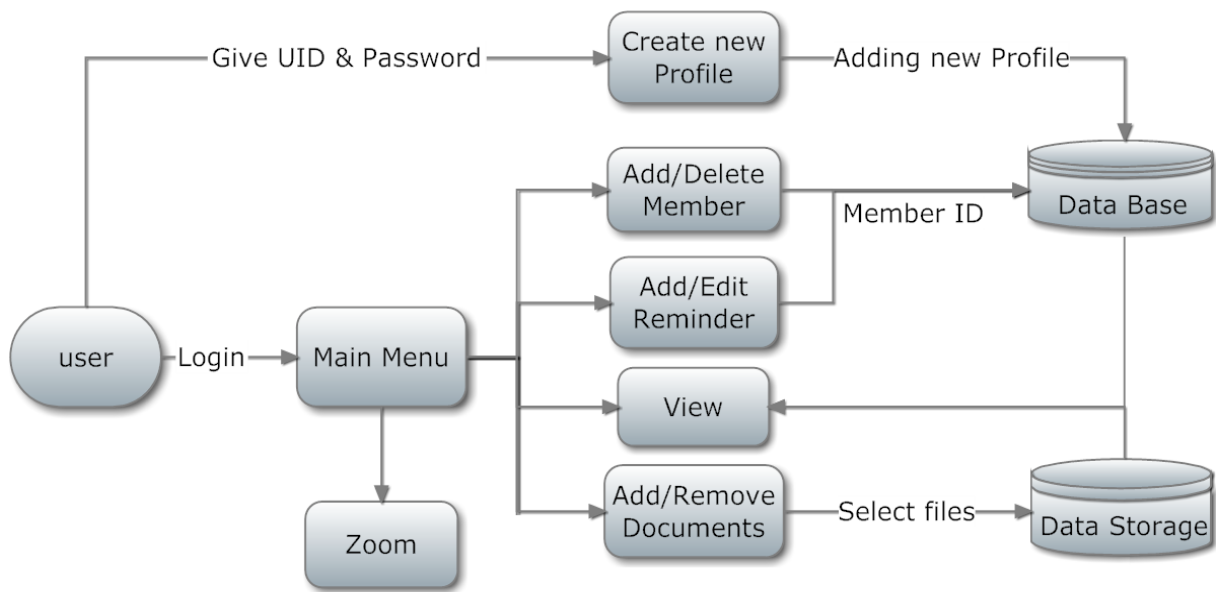 Give UID & Password
Create new
Profile
Adding new Profile
Add/Delete
Member
Member ID
Data Base
Add/Edit
Reminder
user
Login
Main Menu
View
Add/Remove
Documents
Select files
Data Storage
Zoom